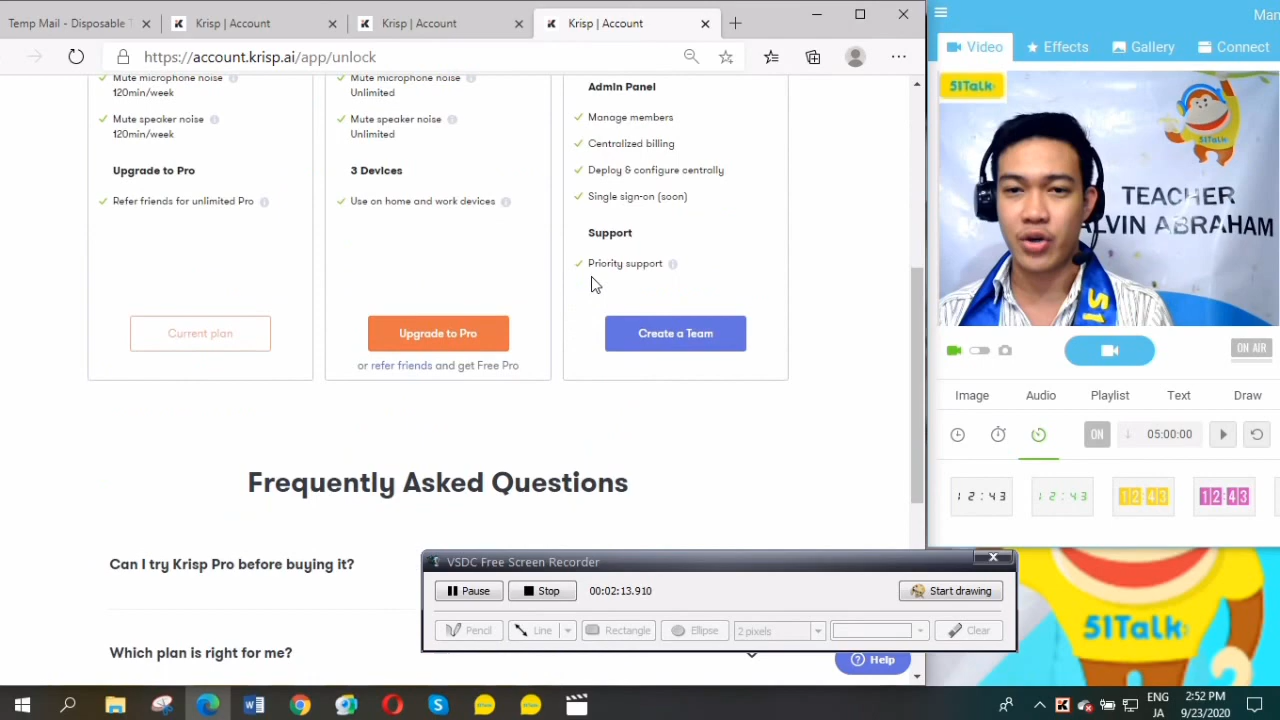 Temp Mail - Disposable T
Krisp | Account
Krisp | Account
Krisp | Account
https://account.krisp.ai/app/unlock
Mute microphone noise
120min/week
Mute speaker noise
120min/week
Upgrade to Pro
Refer friends for unlimited Pro
Current plan
Mute microphone noise
Unlimited
Mute speaker noise
Unlimited
3 Devices
Use on home and work devices
Upgrade to Pro
or refer friends and get Free Pro
Admin Panel
Manage members
Centralized billing
Deploy & configure centrally
Single sign-on (soon)
Support
Priority support
Create a Team
Frequently Asked Questions
Can I try Krisp Pro before buying it?
Which plan is right for me?
Help
VSDC Free Screen Recorder
Pause
Stop
00:02:13.910
Start drawing
Pencil
Line
Rectangle
Ellipse
2 pixels
Clear
Man
Video
Effects
Gallery
Connect
51Talk
51Talk
TEACHER
ALVIN ABRAHAM
51
ON AIR
Image
Audio
Playlist
Text
Draw
ON
05:00:00
12:43
12:43
12:43
12:43
51Talk
ENG
JA
2:52 PM
9/23/2020